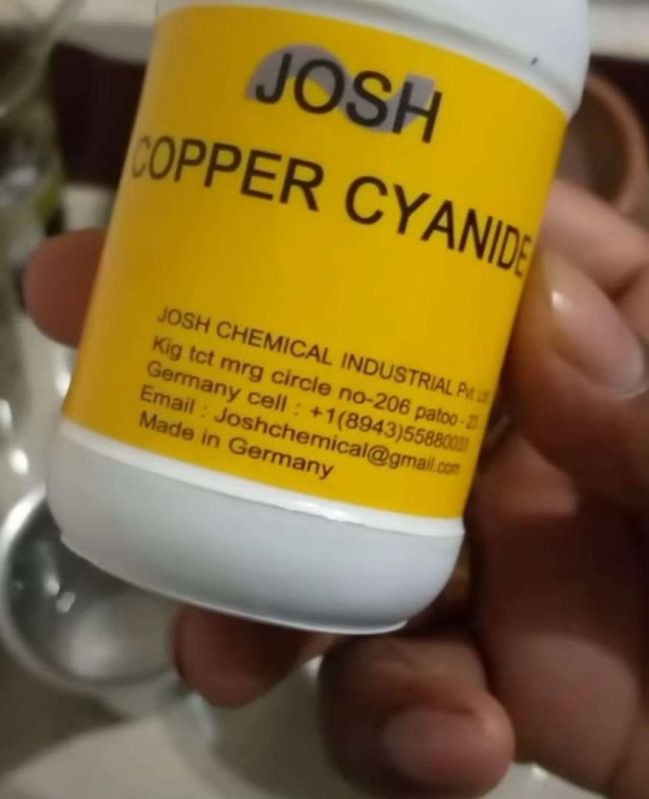 JOSH
COPPER CYANIDE
JOSH CHEMICAL INDUSTRIAL Pvt.
Kig tct mrg circle no-206 patoo -
Germany cell : +1(8943)55880033
Email : Joshchemical@gmail.com
Made in Germany